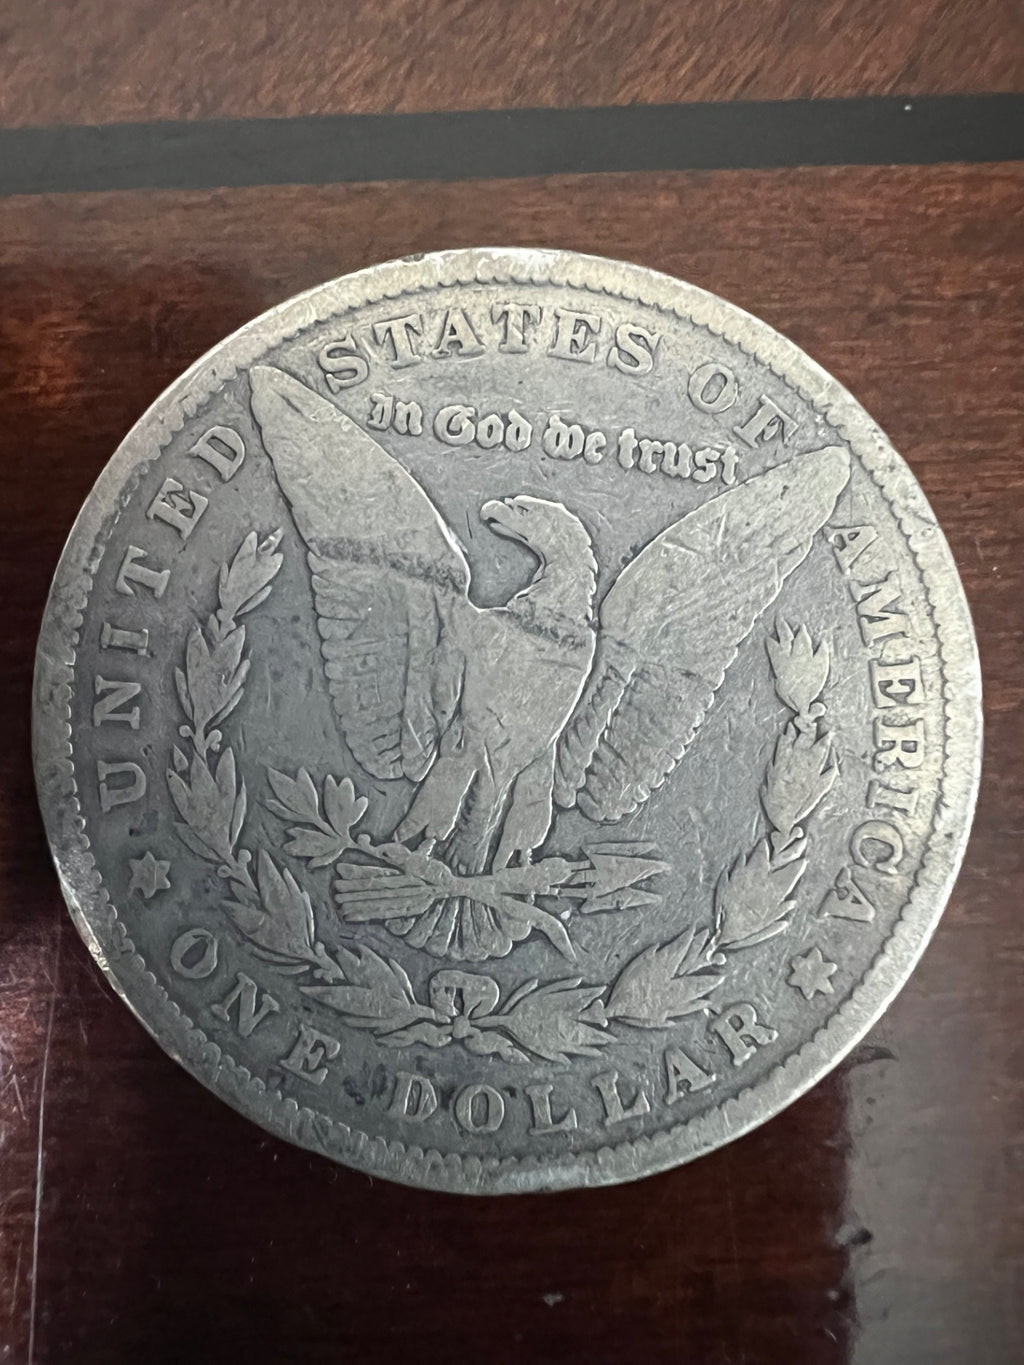 UNITED STATES OF AMERICA
In God we trust
ONE DOLLAR